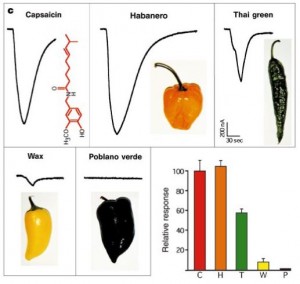 c
Capsaicin
Habanero
Thai green
O
NH
H₃CO
HO
200 nA
30 sec
Wax
Poblano verde
Relative response
100
80
60
40
20
C H T W P